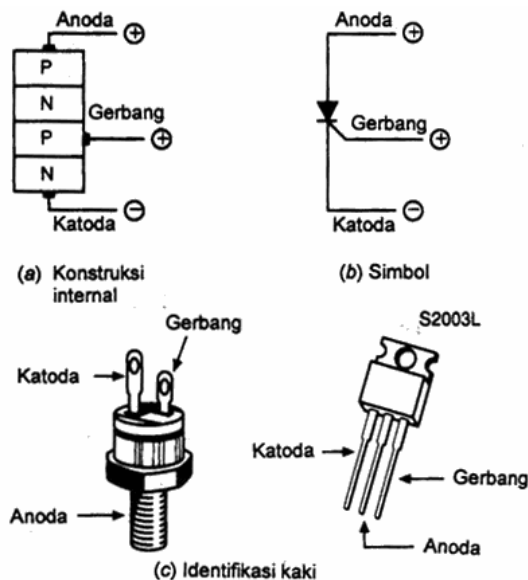 Anoda +
P
N
Gerbang
P +
N
Katoda −
(a) Konstruksi
internal
Anoda +
Gerbang +
Katoda −
(b) Simbol
Gerbang
Katoda
Anoda
S2003L
Katoda
Gerbang
Anoda
(c) Identifikasi kaki